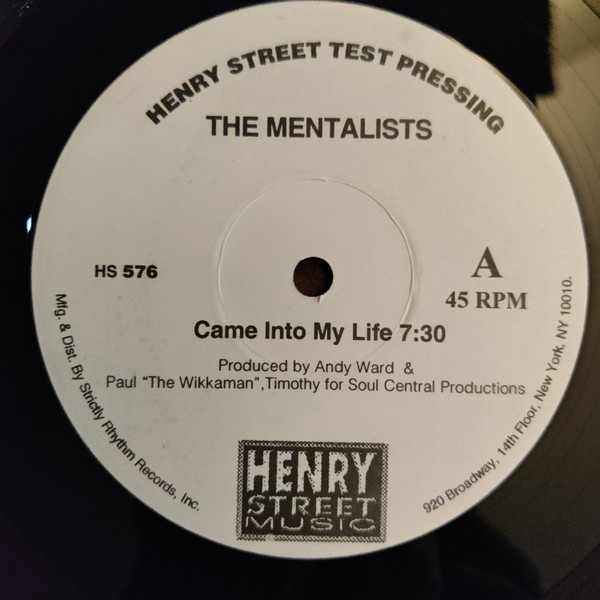 HENRY STREET TEST PRESSING
THE MENTALISTS
HS 576
A
45 RPM
Came Into My Life 7:30
Produced by Andy Ward &
Paul "The Wikkaman",Timothy for Soul Central Productions
Mfg. & Dist. By Strictly Rhythm Records, Inc.
920 Broadway, 14th Floor, New York, NY 10010.
HENRY
STREET
MUSIC